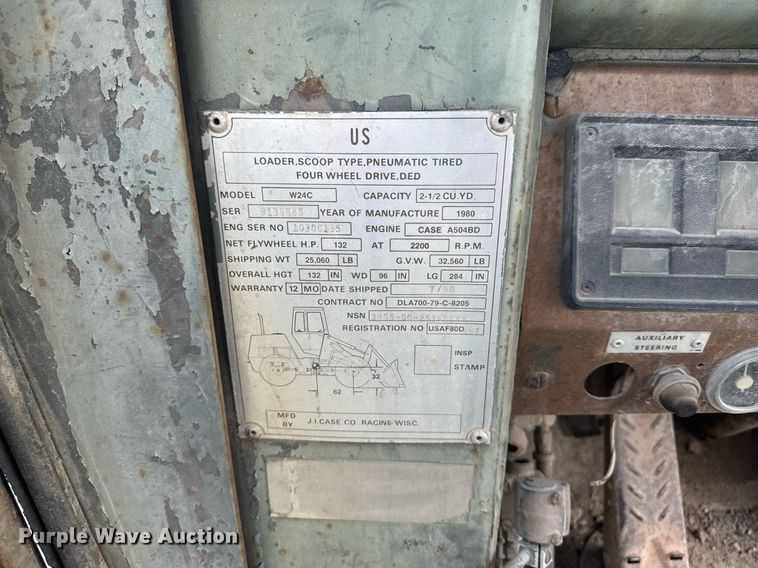 US
LOADER, SCOOP TYPE, PNEUMATIC TIRED
FOUR WHEEL DRIVE, DED
MODEL W24C CAPACITY 2-1/2 CU.YD.
SER YEAR OF MANUFACTURE 1980
ENG SER NO ENGINE CASE A504BD
NET FLYWHEEL H.P. 132 AT 2200 R.P.M.
SHIPPING WT 25,060 LB G.V.W. 32,560 LB
OVERALL HGT 132 IN WD 96 IN LG 284 IN
WARRANTY 12 MO DATE SHIPPED
CONTRACT NO DLA700-79-C-8205
NSN
REGISTRATION NO USAF80D
32
62
INSP
STAMP
MFD
BY J.I.CASE CO. RACINE WISC.
AUXILIARY
STEERING
Purple Wave Auction